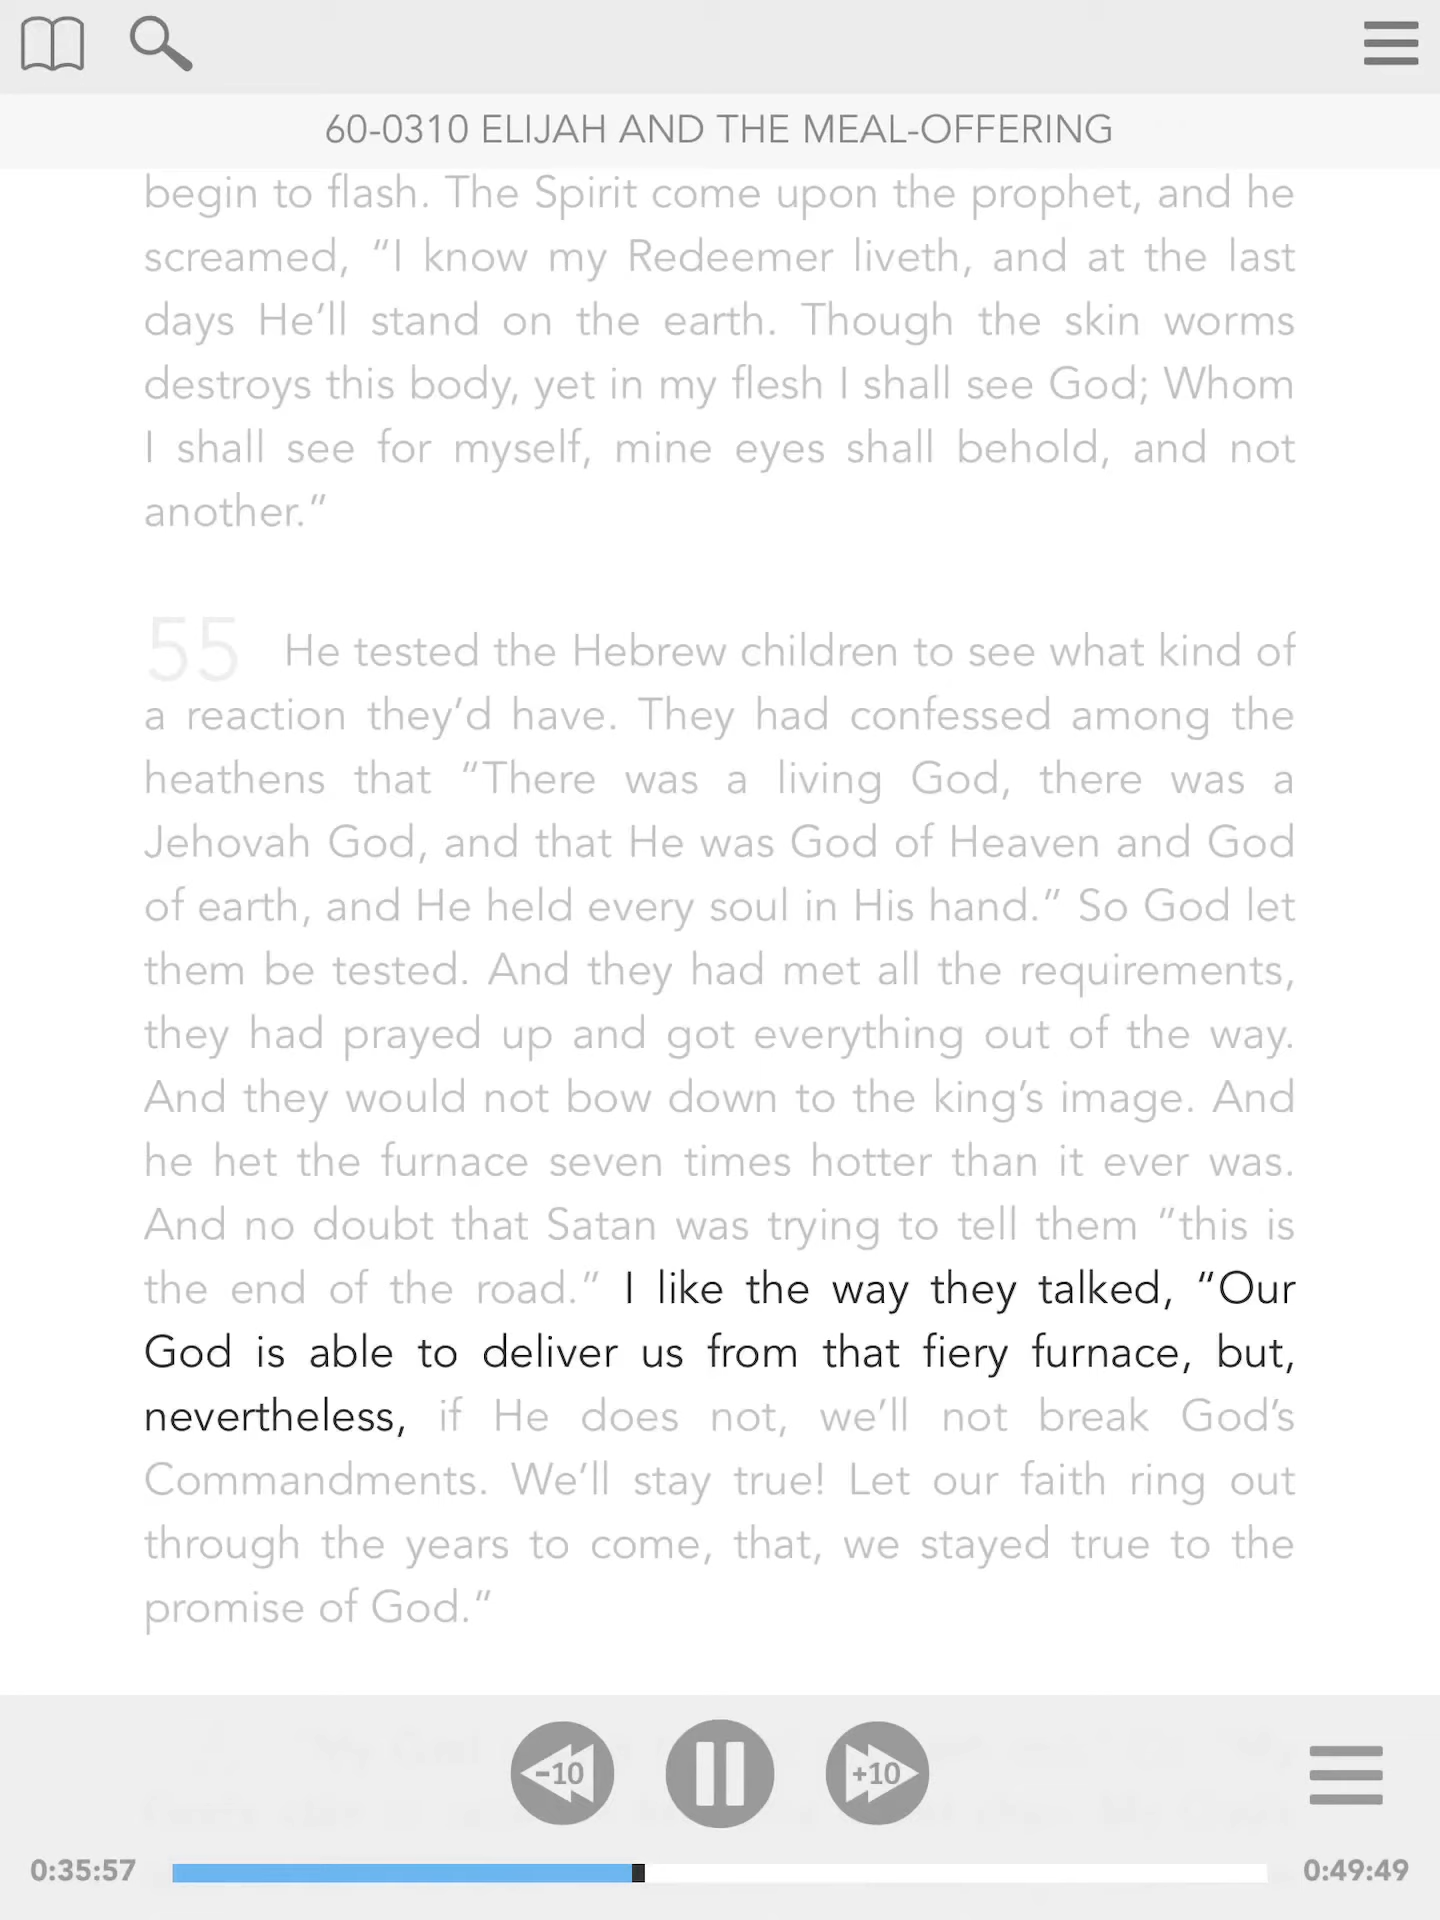 60-0310 ELIJAH AND THE MEAL-OFFERING
begin to flash. The Spirit come upon the prophet, and he
screamed, “I know my Redeemer liveth, and at the last
days He’ll stand on the earth. Though the skin worms
destroys this body, yet in my flesh I shall see God; Whom
I shall see for myself, mine eyes shall behold, and not
another.”
55 He tested the Hebrew children to see what kind of
a reaction they’d have. They had confessed among the
heathens that “There was a living God, there was a
Jehovah God, and that He was God of Heaven and God
of earth, and He held every soul in His hand.” So God let
them be tested. And they had met all the requirements,
they had prayed up and got everything out of the way.
And they would not bow down to the king’s image. And
he het the furnace seven times hotter than it ever was.
And no doubt that Satan was trying to tell them “this is
the end of the road.” I like the way they talked, “Our
God is able to deliver us from that fiery furnace, but,
nevertheless, if He does not, we’ll not break God’s
Commandments. We’ll stay true! Let our faith ring out
through the years to come, that, we stayed true to the
promise of God.”
-10 +10
0:35:57 0:49:49